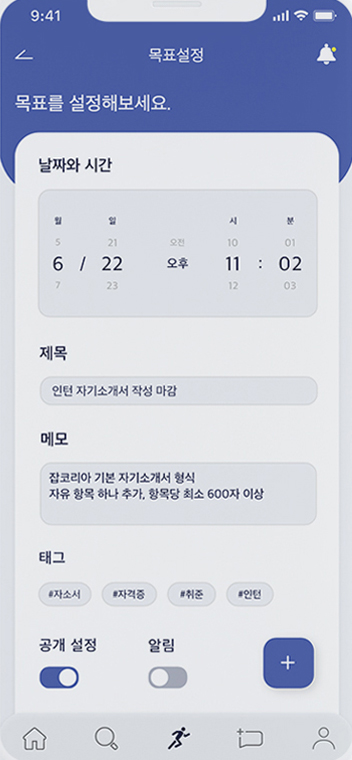 9:41
목표설정
목표를 설정해보세요.
날짜와 시간
월 일 시 분
5 21 오전 10 01
6 / 22 오후 11 : 02
7 23 12 03
제목
인턴 자기소개서 작성 마감
메모
잡코리아 기본 자기소개서 형식
자유 항목 하나 추가, 항목당 최소 600자 이상
태그
#자소서 #자격증 #취준 #인턴
공개 설정 알림